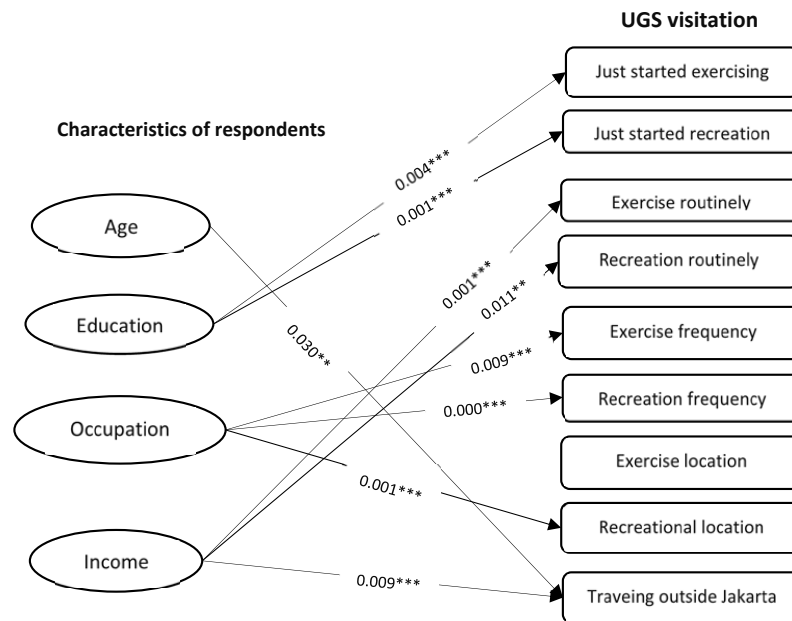 UGS visitation
Just started exercising
Characteristics of respondents
Just started recreation
0.004***
0.001***
Age
Exercise routinely
Recreation routinely
0.001***
0.011**
Education
0.030**
Exercise frequency
0.009***
Recreation frequency
0.000***
Occupation
Exercise location
0.001***
Recreational location
Income
0.009***
Traveing outside Jakarta